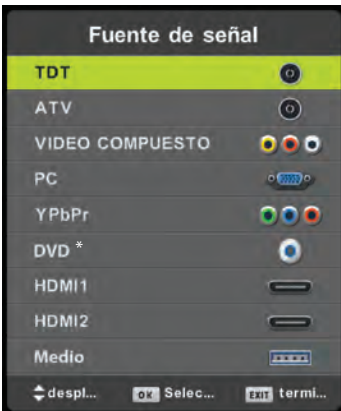 Fuente de señal
TDT
ATV
VIDEO COMPUESTO
PC
YPbPr
DVD *
HDMI1
HDMI2
Medio
despl... OK Selec... EXIT termi...